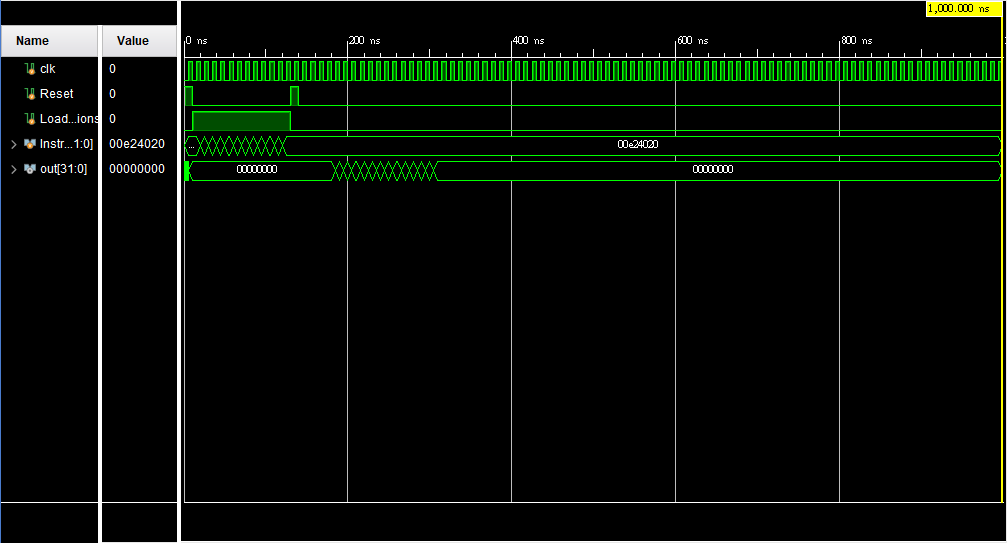 1,000.000 ns
Name Value
0 ns 200 ns 400 ns 600 ns 800 ns
clk 0
Reset 0
Load...ions 0
Instr...1:0] 00e24020 ... 00e24020
out[31:0] 00000000 00000000 00000000